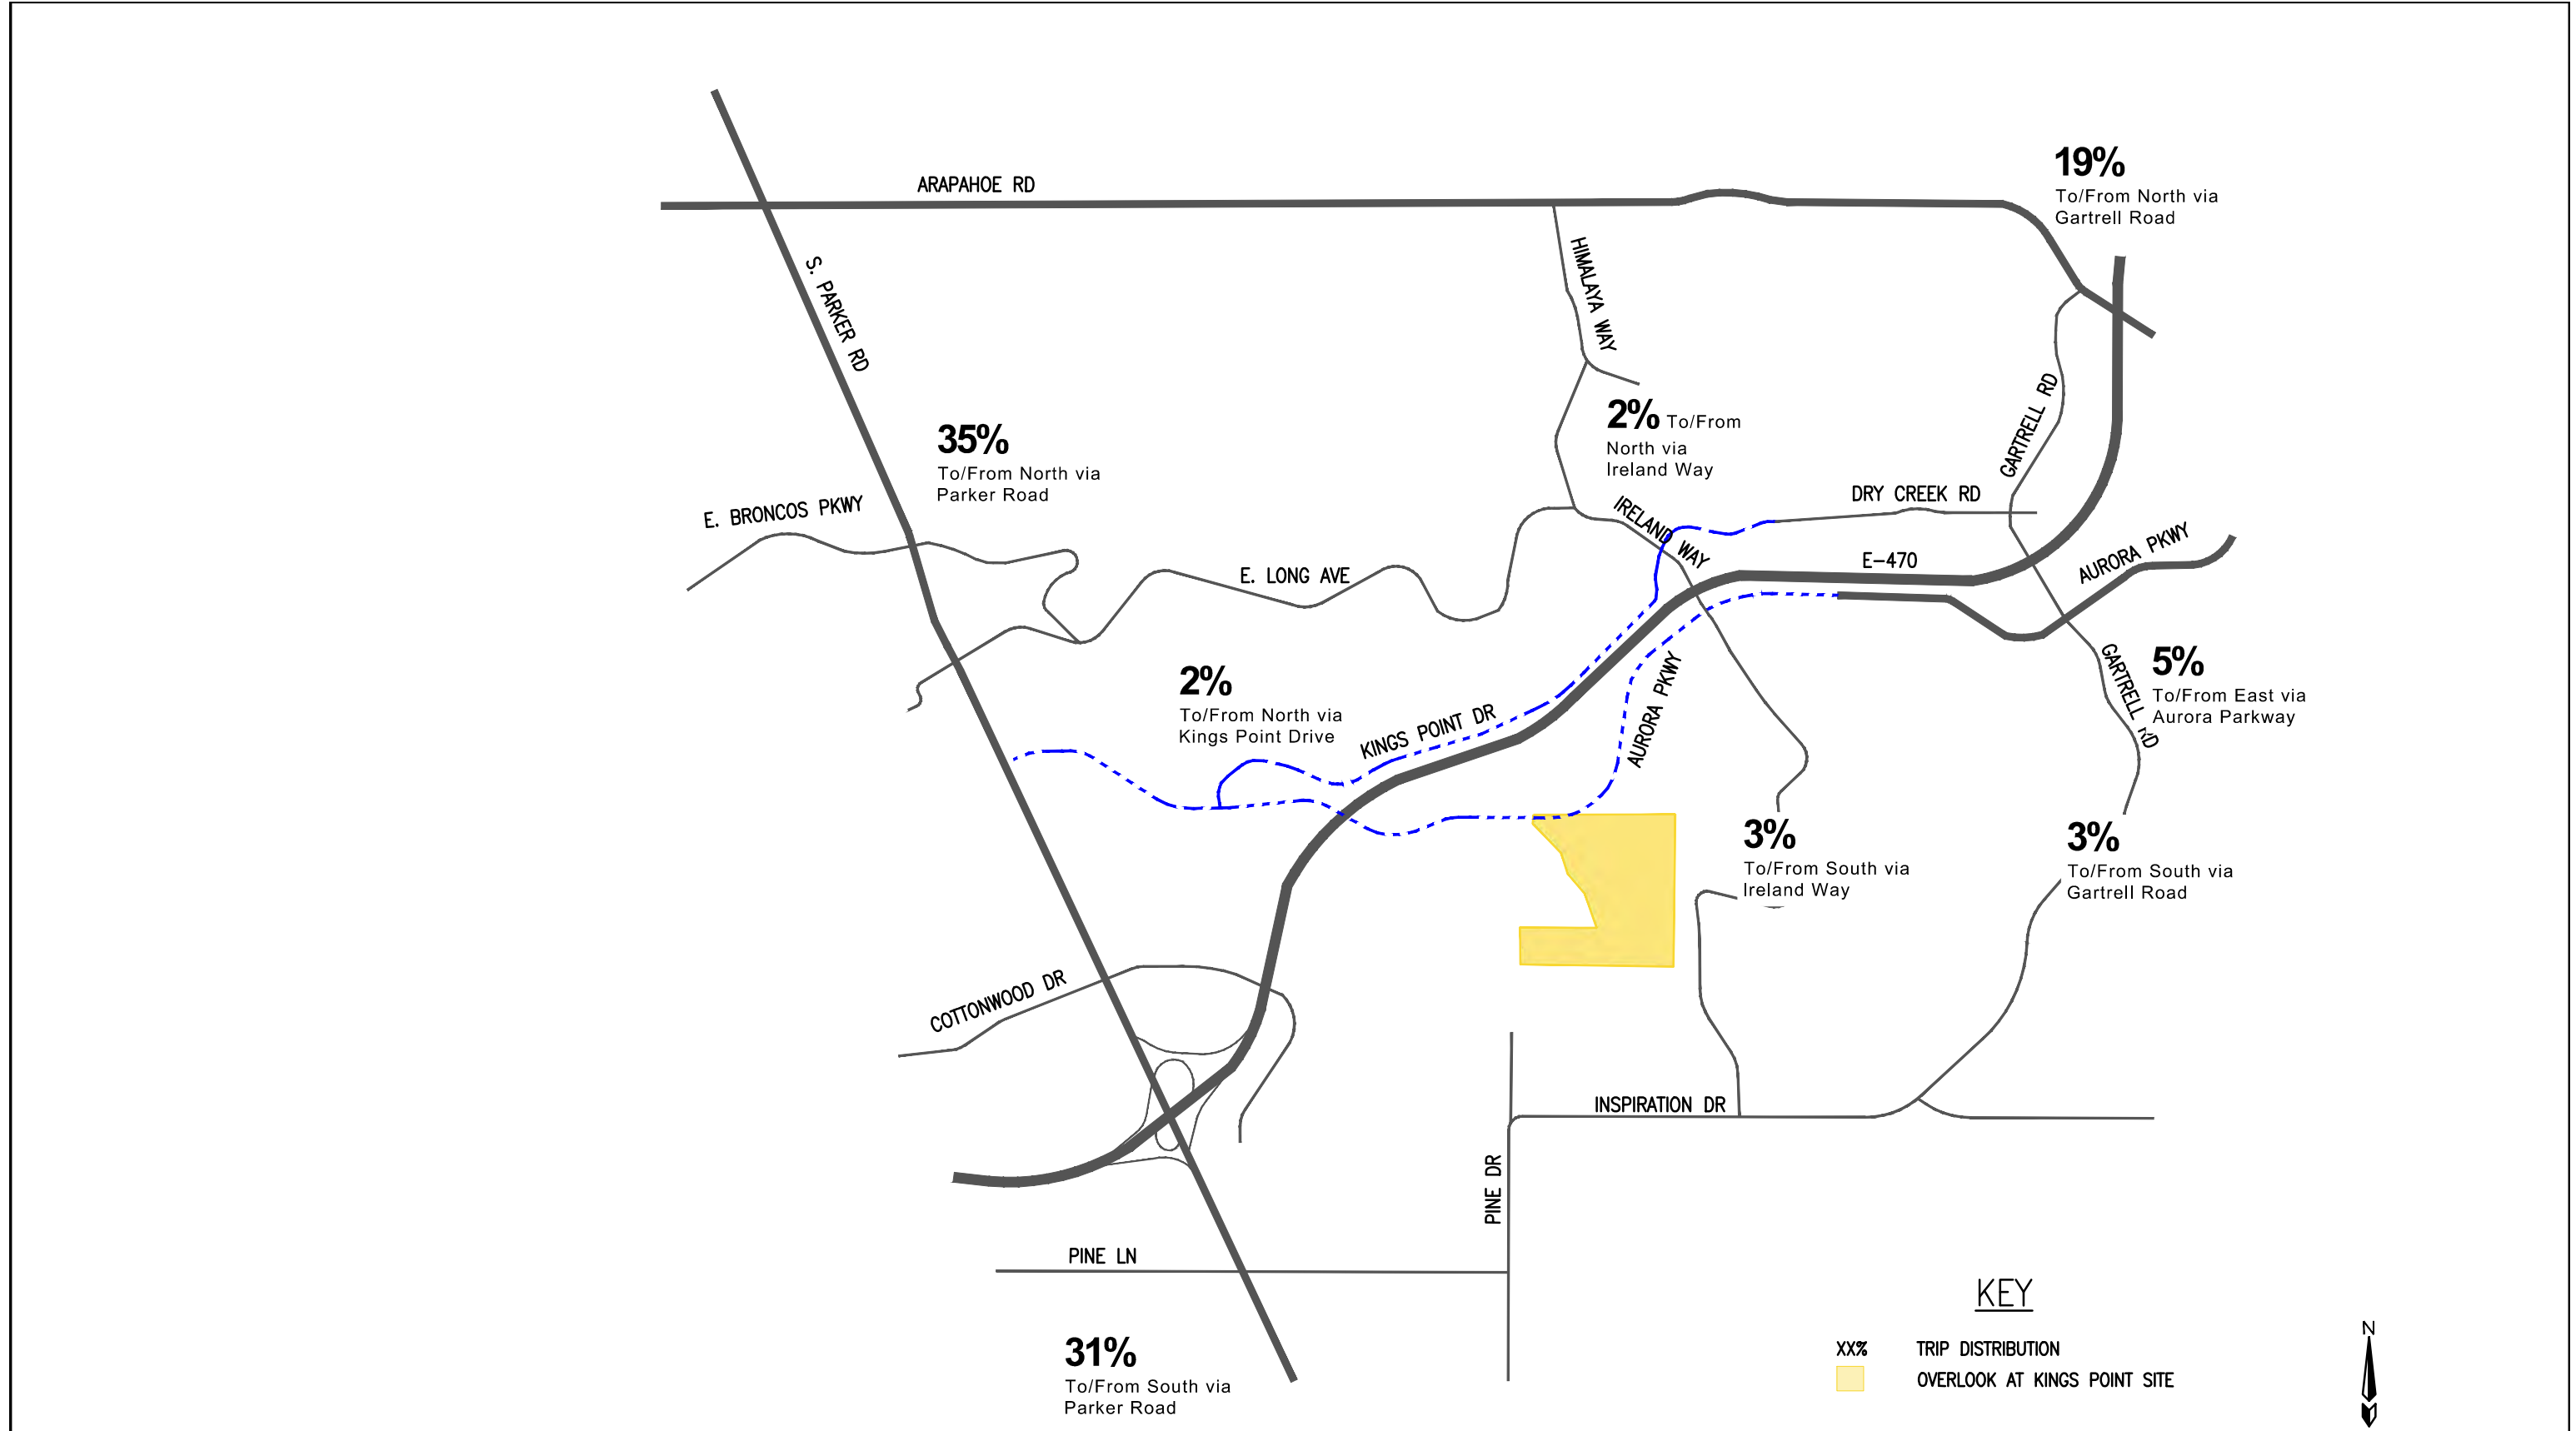 19%
To/From North via
Gartrell Road
ARAPAHOE RD
S. PARKER RD
HIMALAYA WAY
35%
To/From North via
Parker Road
2% To/From
North via
Ireland Way
GARTRELL RD
E. BRONCOS PKWY
IRELAND WAY
DRY CREEK RD
E-470
AURORA PKWY
E. LONG AVE
2%
To/From North via
Kings Point Drive
KINGS POINT DR
AURORA PKWY
GARTRELL RD
5%
To/From East via
Aurora Parkway
3%
To/From South via
Ireland Way
3%
To/From South via
Gartrell Road
COTTONWOOD DR
INSPIRATION DR
PINE DR
PINE LN
31%
To/From South via
Parker Road
KEY
XX% TRIP DISTRIBUTION
OVERLOOK AT KINGS POINT SITE
N